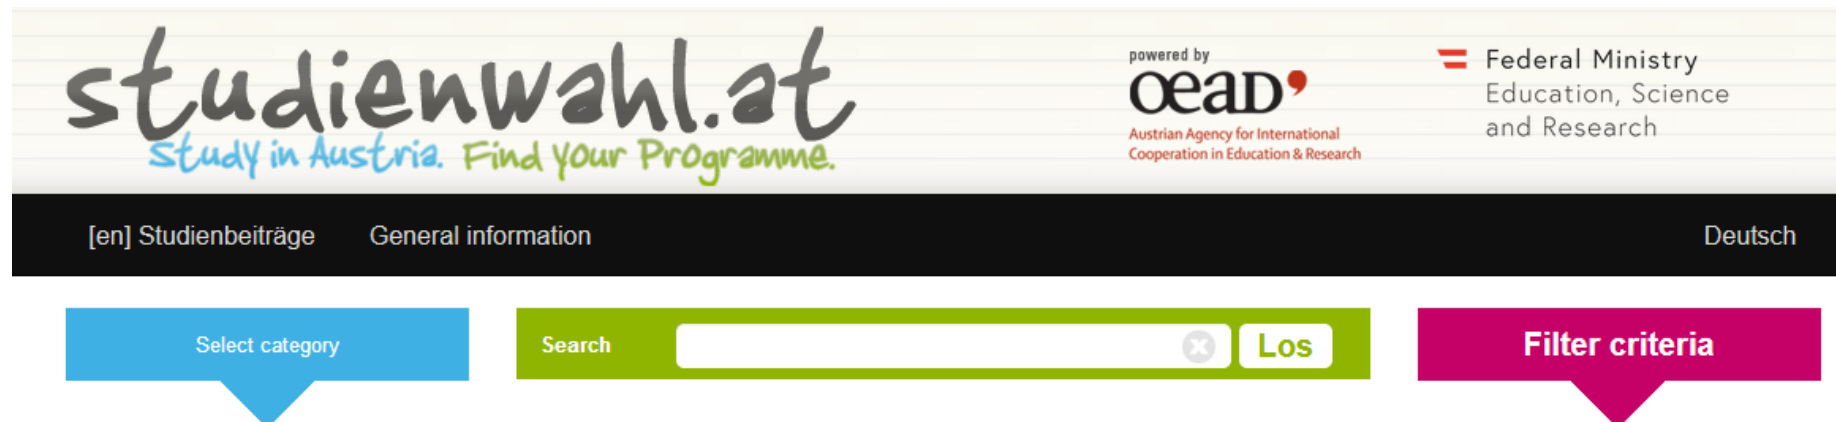 studienwahl.at
Study in Austria. Find your Programme.
powered by
oeaD'
Austrian Agency for International
Cooperation in Education & Research
Federal Ministry
Education, Science
and Research
[en] Studienbeiträge General information Deutsch
Select category
Search Los
Filter criteria